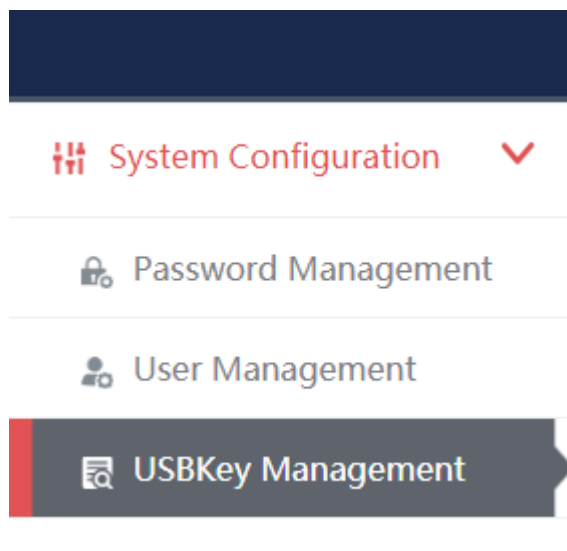 System Configuration
Password Management
User Management
USBKey Management